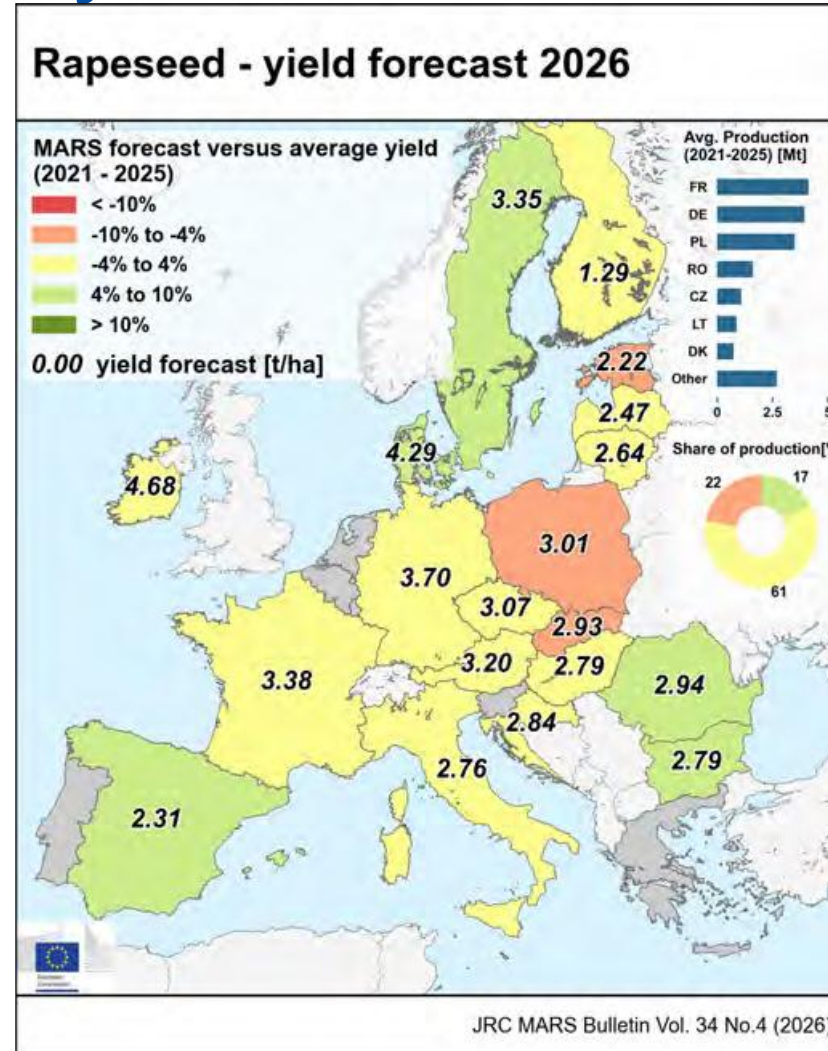 Rapeseed - yield forecast 2026
MARS forecast versus average yield
(2021 - 2025)
< -10%
-10% to -4%
-4% to 4%
4% to 10%
> 10%
0.00 yield forecast [t/ha]
Avg. Production
(2021-2025) [Mt]
FR
DE
PL
RO
CZ
LT
DK
Other
0 2.5 5
Share of production[%
22 17
61
3.35
1.29
2.22
2.47
2.64
4.29
4.68
3.01
3.70
3.07
2.93
3.20
2.79
3.38
2.94
2.84
2.79
2.76
2.31
European
Commission
JRC MARS Bulletin Vol. 34 No.4 (2026)